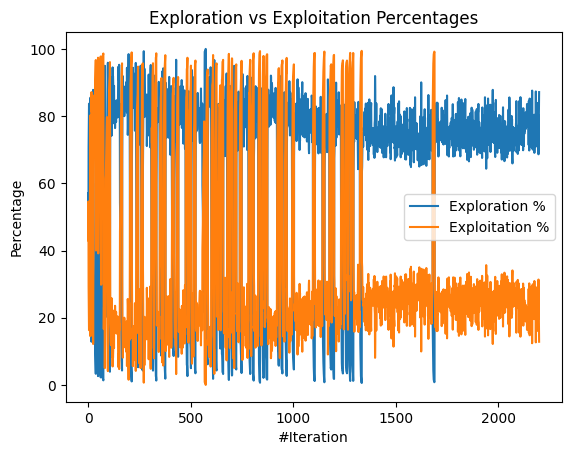 Exploration vs Exploitation Percentages
100
80
60
40
20
0
Percentage
Exploration %
Exploitation %
0
500
1000
1500
2000
#Iteration